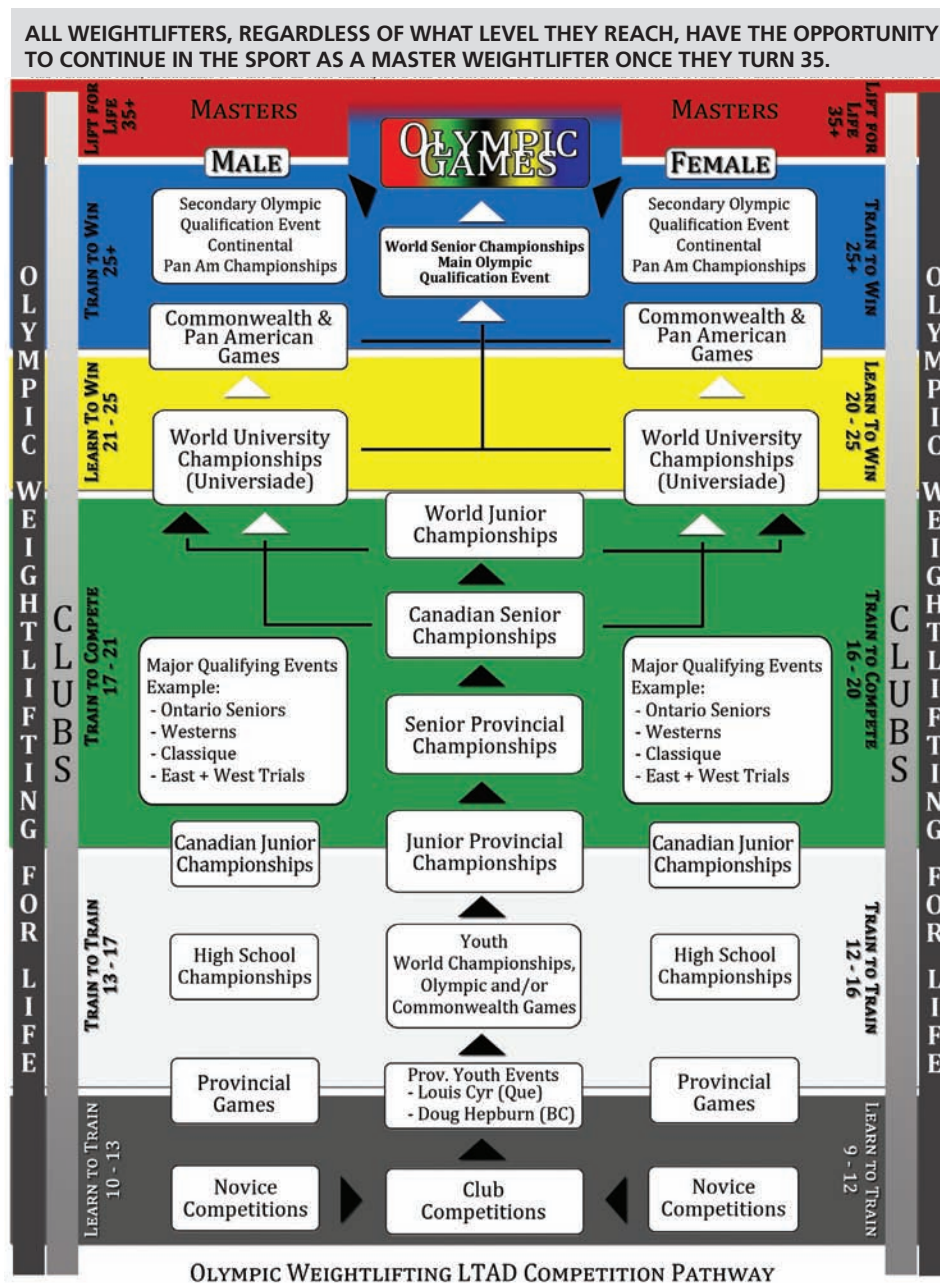 ALL WEIGHTLIFTERS, REGARDLESS OF WHAT LEVEL THEY REACH, HAVE THE OPPORTUNITY
TO CONTINUE IN THE SPORT AS A MASTER WEIGHTLIFTER ONCE THEY TURN 35.
LIFT FOR
LIFE
35+
MASTERS
OLYMPIC
GAMES
MASTERS
LIFT FOR
LIFE
35+
MALE
FEMALE
TRAIN TO WIN
25+
Secondary Olympic
Qualification Event
Continental
Pan Am Championships
World Senior Championships
Main Olympic
Qualification Event
Secondary Olympic
Qualification Event
Continental
Pan Am Championships
TRAIN TO WIN
25+
Commonwealth &
Pan American
Games
Commonwealth &
Pan American
Games
LEARN TO WIN
21 - 25
World University
Championships
(Universiade)
World University
Championships
(Universiade)
LEARN TO WIN
20 - 25
World Junior
Championships
Canadian Senior
Championships
TRAIN TO COMPETE
17 - 21
Major Qualifying Events
Example:
- Ontario Seniors
- Westerns
- Classique
- East + West Trials
Senior Provincial
Championships
Major Qualifying Events
Example:
- Ontario Seniors
- Westerns
- Classique
- East + West Trials
TRAIN TO COMPETE
16 - 20
Canadian Junior
Championships
Junior Provincial
Championships
Canadian Junior
Championships
TRAIN TO TRAIN
13 - 17
High School
Championships
Youth
World Championships,
Olympic and/or
Commonwealth Games
High School
Championships
TRAIN TO TRAIN
12 - 16
Provincial
Games
Prov. Youth Events
- Louis Cyr (Que)
- Doug Hepburn (BC)
Provincial
Games
LEARN TO TRAIN
10 - 13
Novice
Competitions
Club
Competitions
Novice
Competitions
LEARN TO TRAIN
9 - 12
OLYMPIC WEIGHTLIFTING FOR LIFE
CLUBS
CLUBS
OLYMPIC WEIGHTLIFTING FOR LIFE
OLYMPIC WEIGHTLIFTING LTAD COMPETITION PATHWAY